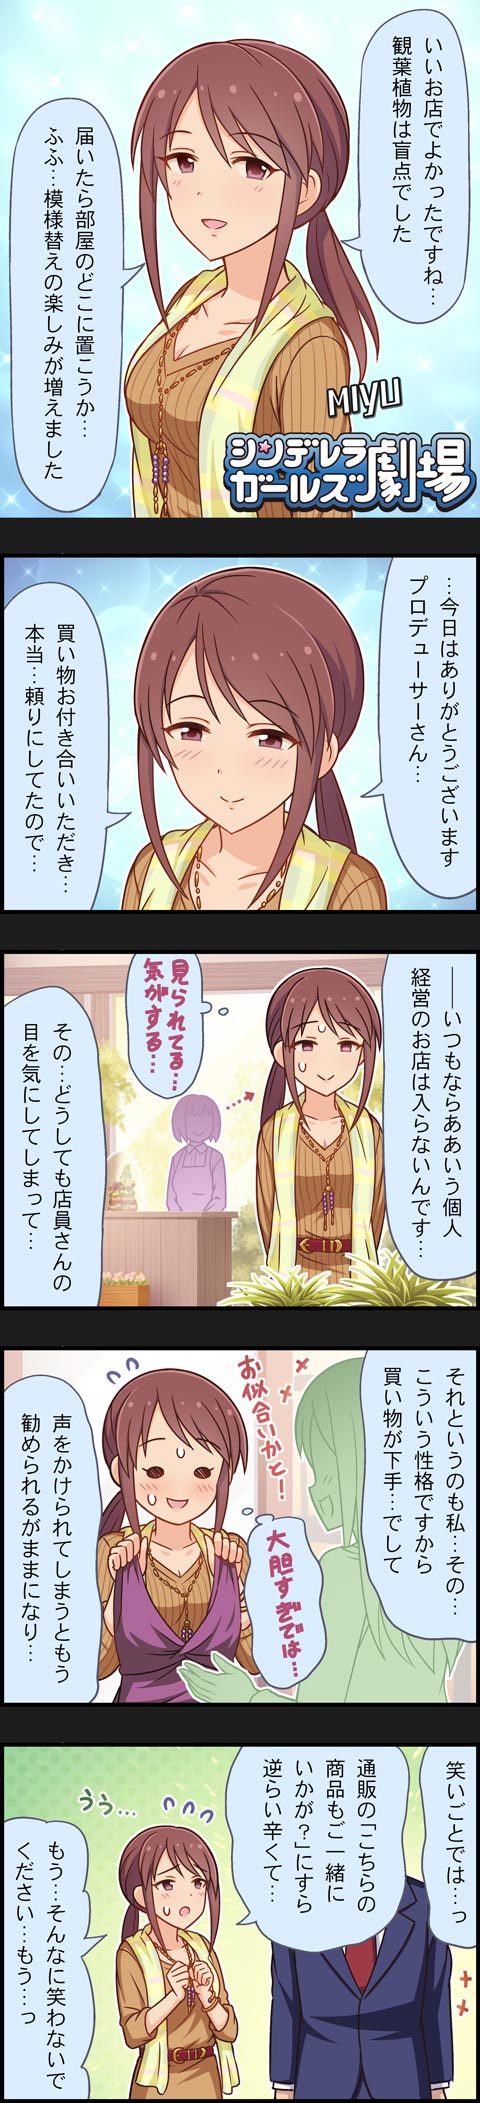 いいお店でよかったですね…
観葉植物は盲点でした
届いたら部屋のどこに置こうか…
ふふ…模様替えの楽しみが増えました
MIYU
シンデレラ
ガールズ劇場
…今日はありがとうございます
プロデューサーさん…
買い物お付き合いいただき…
本当…頼りにしてたので…
――いつもならああいう個人
経営のお店は入らないんです…
見られてる…
気がする…
その…どうしても店員さんの
目を気にしてしまって…
それというのも私…その…
こういう性格ですから
買い物が下手…でして
お似合いかと!
大胆すぎでは…
声をかけられてしまうともう
勧められるがままになり…
笑いごとでは…っ
通販の「こちらの
商品もご一緒に
いかが?」にすら
逆らい辛くて…
うう…
もう…そんなに笑わないで
ください…もう…っ